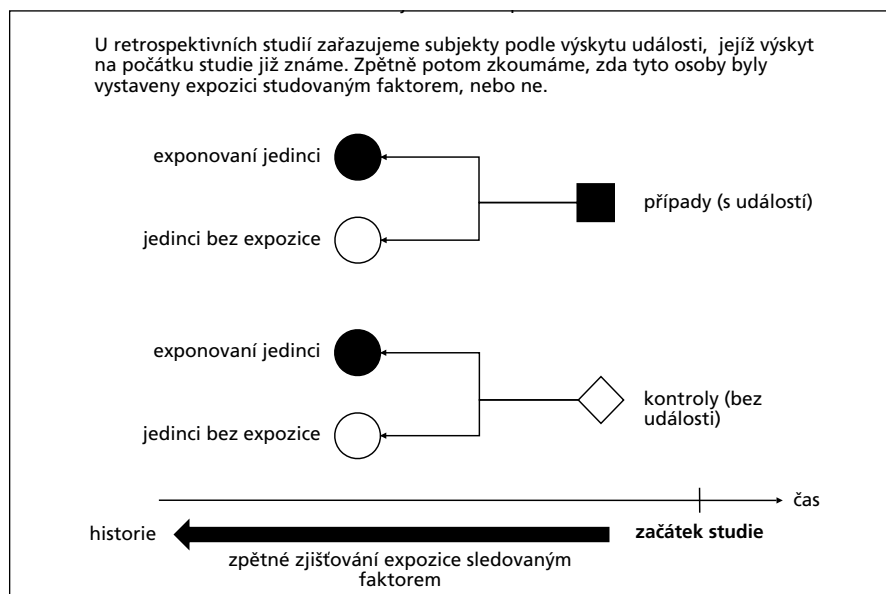 U retrospektivních studií zařazujeme subjekty podle výskytu události, jejíž výskyt
na počátku studie již známe. Zpětně potom zkoumáme, zda tyto osoby byly
vystaveny expozici studovaným faktorem, nebo ne.
exponovaní jedinci
případy (s událostí)
jedinci bez expozice
exponovaní jedinci
kontroly (bez
události)
jedinci bez expozice
čas
historie
začátek studie
zpětné zjišťování expozice sledovaným
faktorem